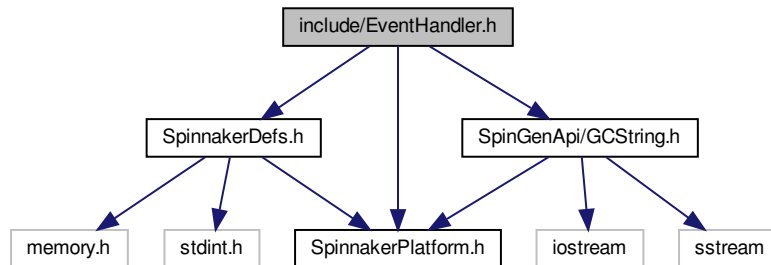 include/EventHandler.h
SpinnakerDefs.h
SpinGenApi/GCString.h
memory.h
stdint.h
SpinnakerPlatform.h
iostream
sstream